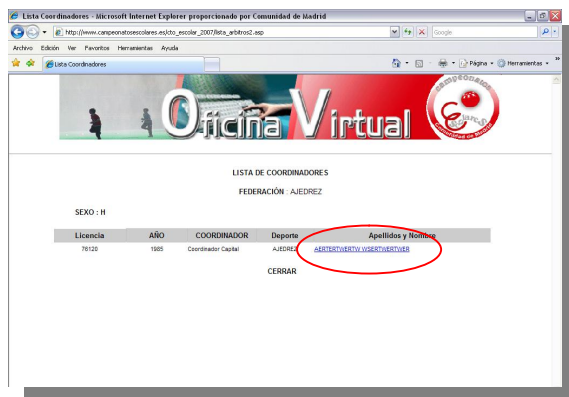 Lista Coordinadores - Microsoft Internet Explorer proporcionado por Comunidad de Madrid
http://www.campeonatosescolares.es/cto_escolar_2007/lista_arbitros2.asp
Google
Archivo Edición Ver Favoritos Herramientas Ayuda
Lista Coordinadores
Página Herramientas
Oficina Virtual
campeonatos
Escolares
Comunidad de Madrid
LISTA DE COORDINADORES
FEDERACIÓN : AJEDREZ
SEXO : H
Licencia AÑO COORDINADOR Deporte Apellidos y Nombre
76120 1985 Coordinador Capital AJEDREZ AERTERTWERTW WSERTWERTWER
CERRAR